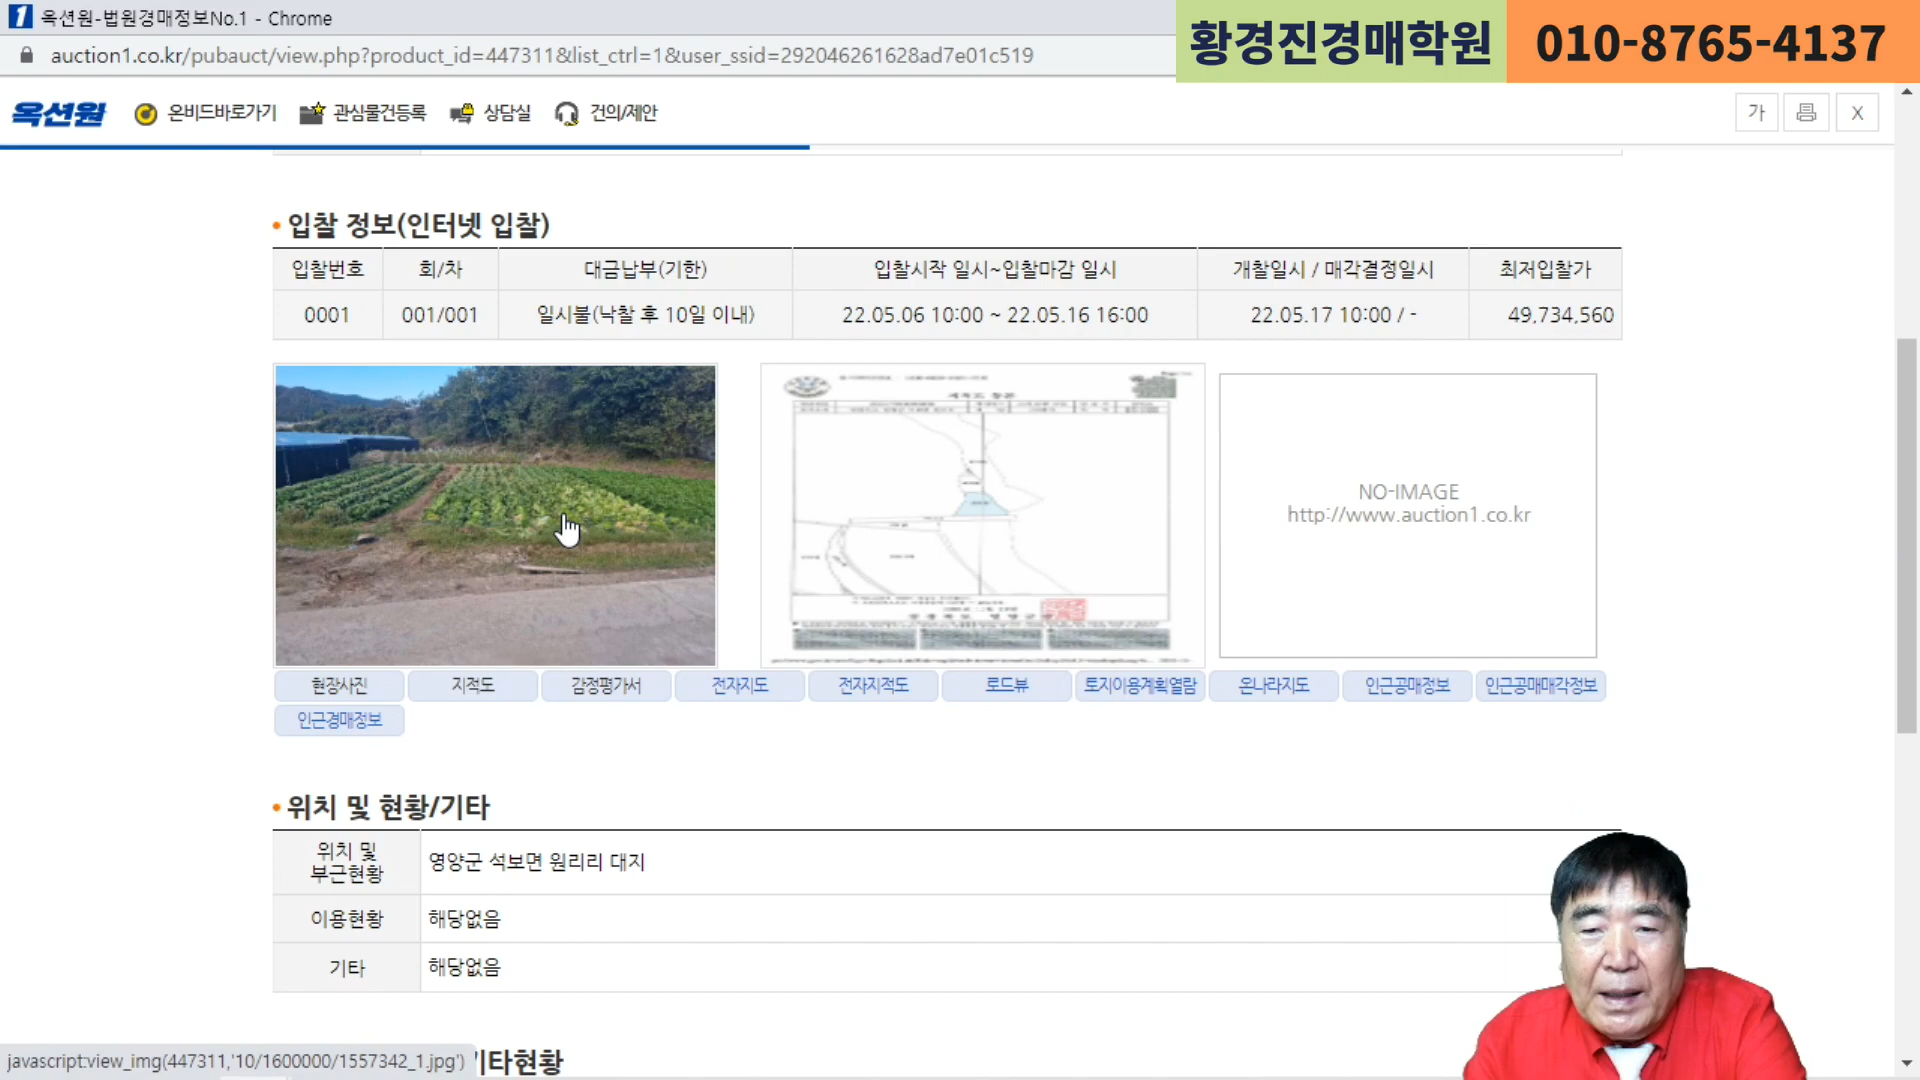 옥션원-법원경매정보No.1 - Chrome
auction1.co.kr/pubauct/view.php?product_id=447311&list_ctrl=1&user_ssid=292046261628ad7e01c519
황경진경매학원
010-8765-4137
옥션원
온비드바로가기
관심물건등록
상담실
건의/제안
가
X
입찰 정보(인터넷 입찰)
입찰번호 회/차 대금납부(기한) 입찰시작 일시~입찰마감 일시 개찰일시 / 매각결정일시 최저입찰가
0001 001/001 일시불(낙찰 후 10일 이내) 22.05.06 10:00 ~ 22.05.16 16:00 22.05.17 10:00 / - 49,734,560
NO-IMAGE
http://www.auction1.co.kr
현장사진 지적도 감정평가서 전자지도 전자지적도 로드뷰 토지이용계획열람 온나라지도 인근공매정보 인근공매매각정보
인근경매정보
위치 및 현황/기타
위치 및
부근현황
영양군 석보면 원리리 대지
이용현황 해당없음
기타 해당없음
javascript:view_img(447311,'10/1600000/1557342_1.jpg')
기타현황